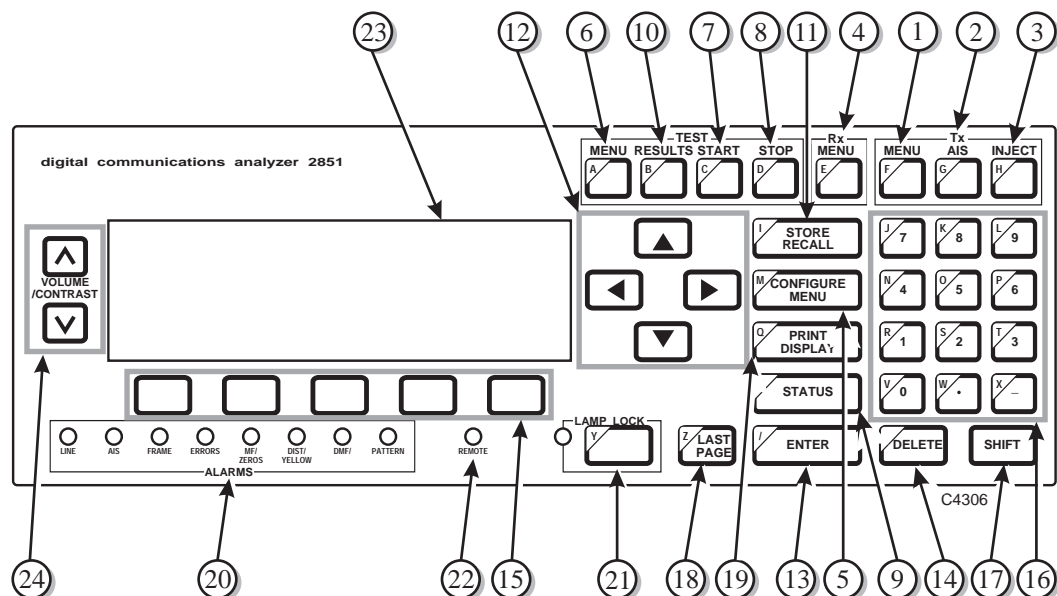 23 12 6 10 7 8 11 4 1 2 3
TEST
Rx
Tx
MENU RESULTS START STOP
MENU
MENU AIS INJECT
digital communications analyzer 2851
A B C D E F G H
VOLUME
/CONTRAST
I STORE
RECALL
J 7 K 8 L 9
M CONFIGURE
MENU
N 4 O 5 P 6
Q PRINT
DISPLAY
R 1 S 2 T 3
STATUS
V 0 W . X _
LAMP LOCK
Y
Z LAST
PAGE
/ ENTER
DELETE
SHIFT
LINE AIS FRAME ERRORS MF/
ZEROS DIST/
YELLOW DMF/ PATTERN
REMOTE
ALARMS
C4306
24 20 22 15 21 18 19 13 5 9 14 17 16